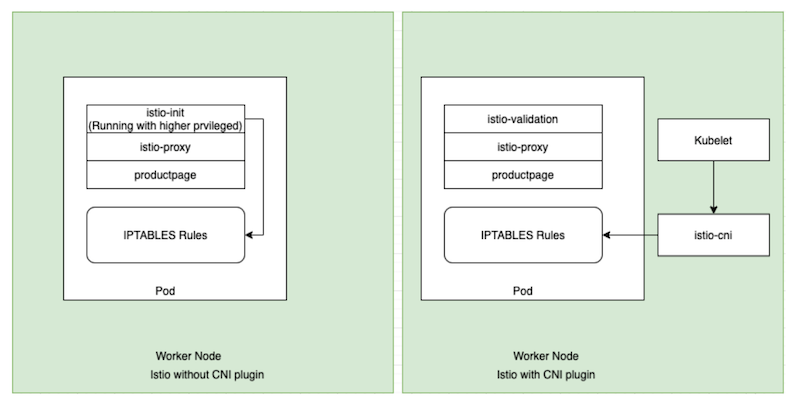 istio-init
(Running with higher prvileged)
istio-proxy
productpage
IPTABLES Rules
Pod
Worker Node
Istio without CNI plugin
istio-validation
istio-proxy
productpage
IPTABLES Rules
Pod
Kubelet
istio-cni
Worker Node
Istio with CNI plugin